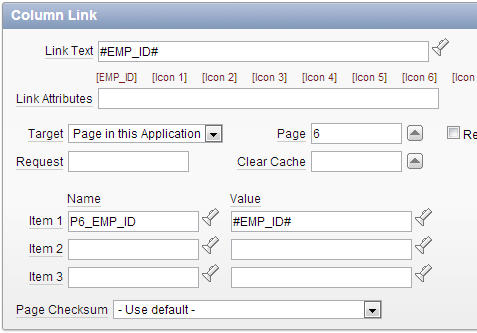 Column Link
Link Text #EMP_ID#
[EMP_ID] [Icon 1] [Icon 2] [Icon 3] [Icon 4] [Icon 5] [Icon 6] [Icon
Link Attributes
Target Page in this Application Page 6 Re
Request Clear Cache
Name Value
Item 1 P6_EMP_ID #EMP_ID#
Item 2
Item 3
Page Checksum - Use default -